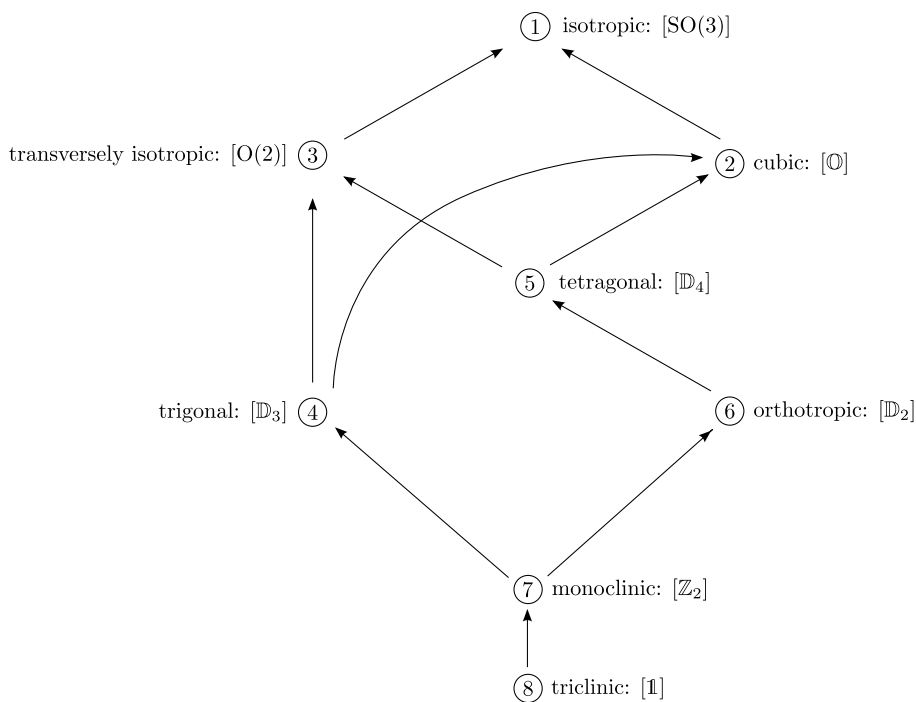 ① isotropic: [SO(3)]
transversely isotropic: [O(2)] ③
② cubic: [𝕆]
⑤ tetragonal: [𝔻₄]
trigonal: [𝔻₃] ④
⑥ orthotropic: [𝔻₂]
⑦ monoclinic: [ℤ₂]
⑧ triclinic: [𝟙]